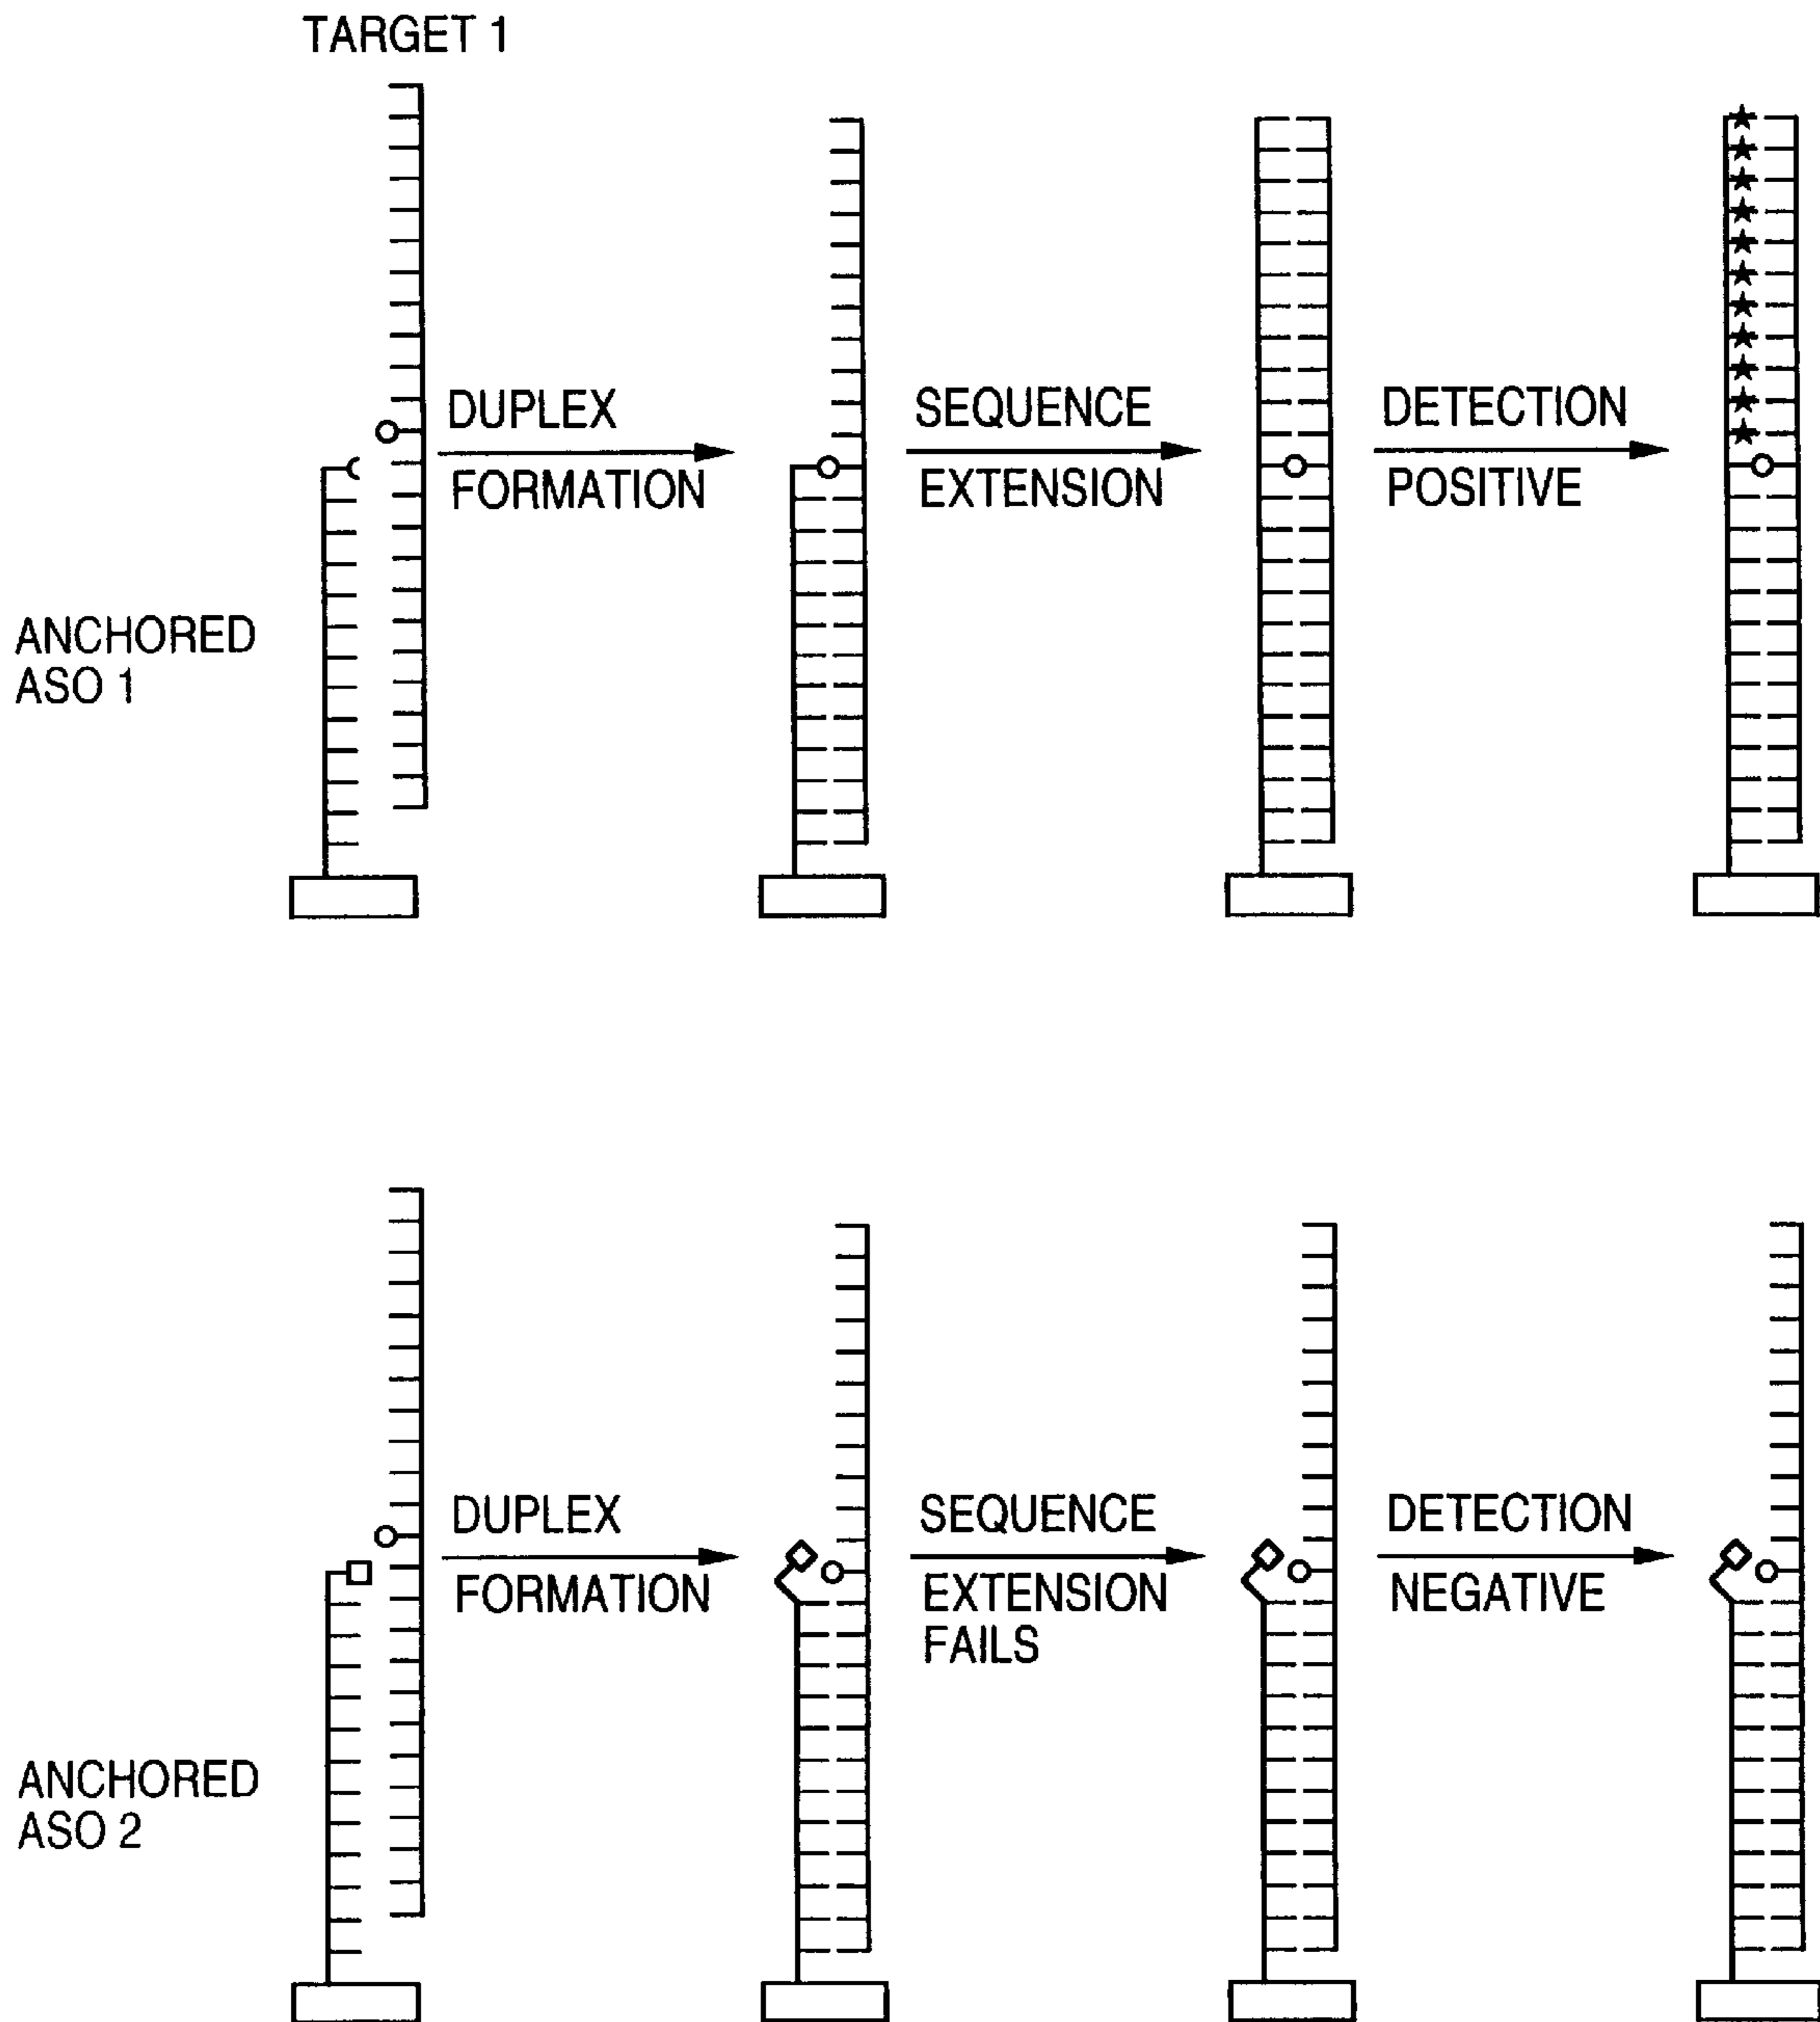 TARGET 1
DUPLEX
FORMATION
SEQUENCE
EXTENSION
DETECTION
POSITIVE
ANCHORED
ASO 1
DUPLEX
FORMATION
SEQUENCE
EXTENSION
FAILS
DETECTION
NEGATIVE
ANCHORED
ASO 2